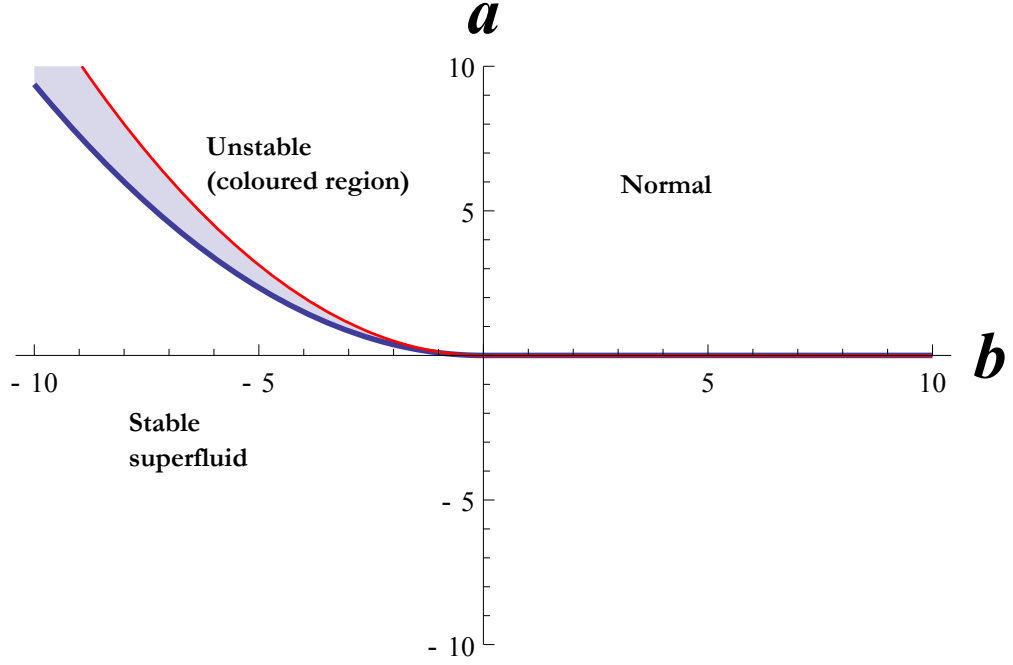 a
10
Unstable
(coloured region)
Normal
5
b
- 10
- 5
5
10
Stable
superfluid
- 5
- 10